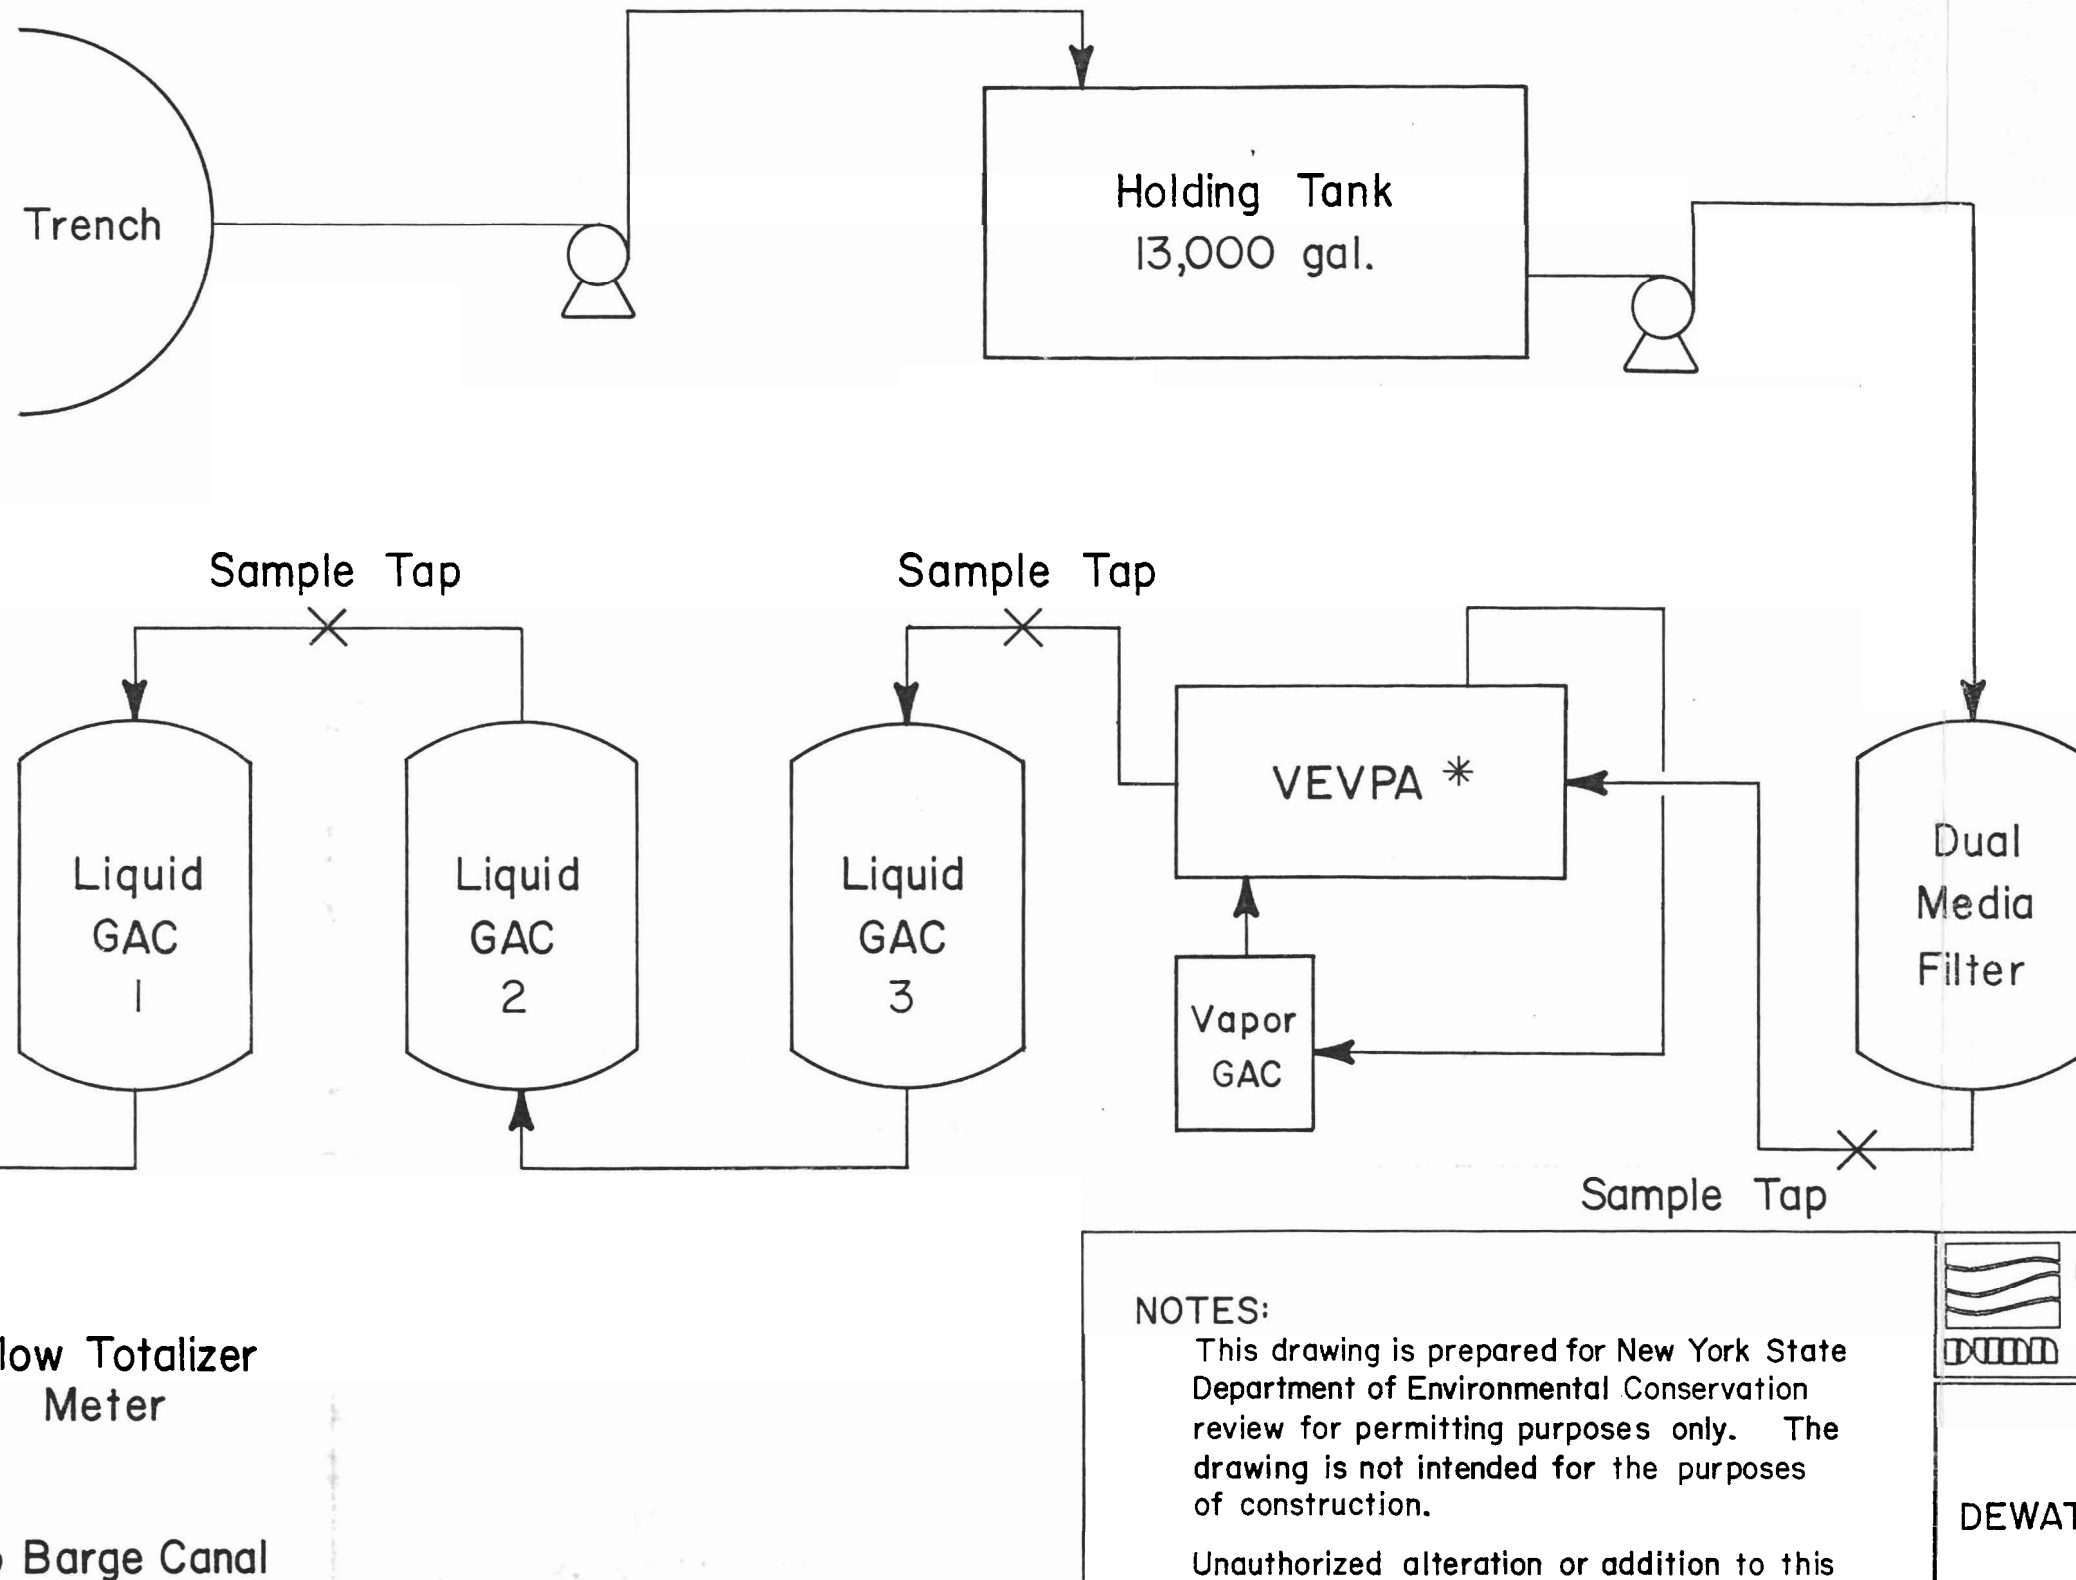 Trench
Holding Tank
13,000 gal.
Sample Tap
Sample Tap
VEVPA *
Liquid
GAC
1
Liquid
GAC
2
Liquid
GAC
3
Vapor
GAC
Dual
Media
Filter
Sample Tap
low Totalizer
Meter
Barge Canal
NOTES:
This drawing is prepared for New York State
Department of Environmental Conservation
review for permitting purposes only. The
drawing is not intended for the purposes
of construction.
Unauthorized alteration or addition to this
DUNN
DEWAT